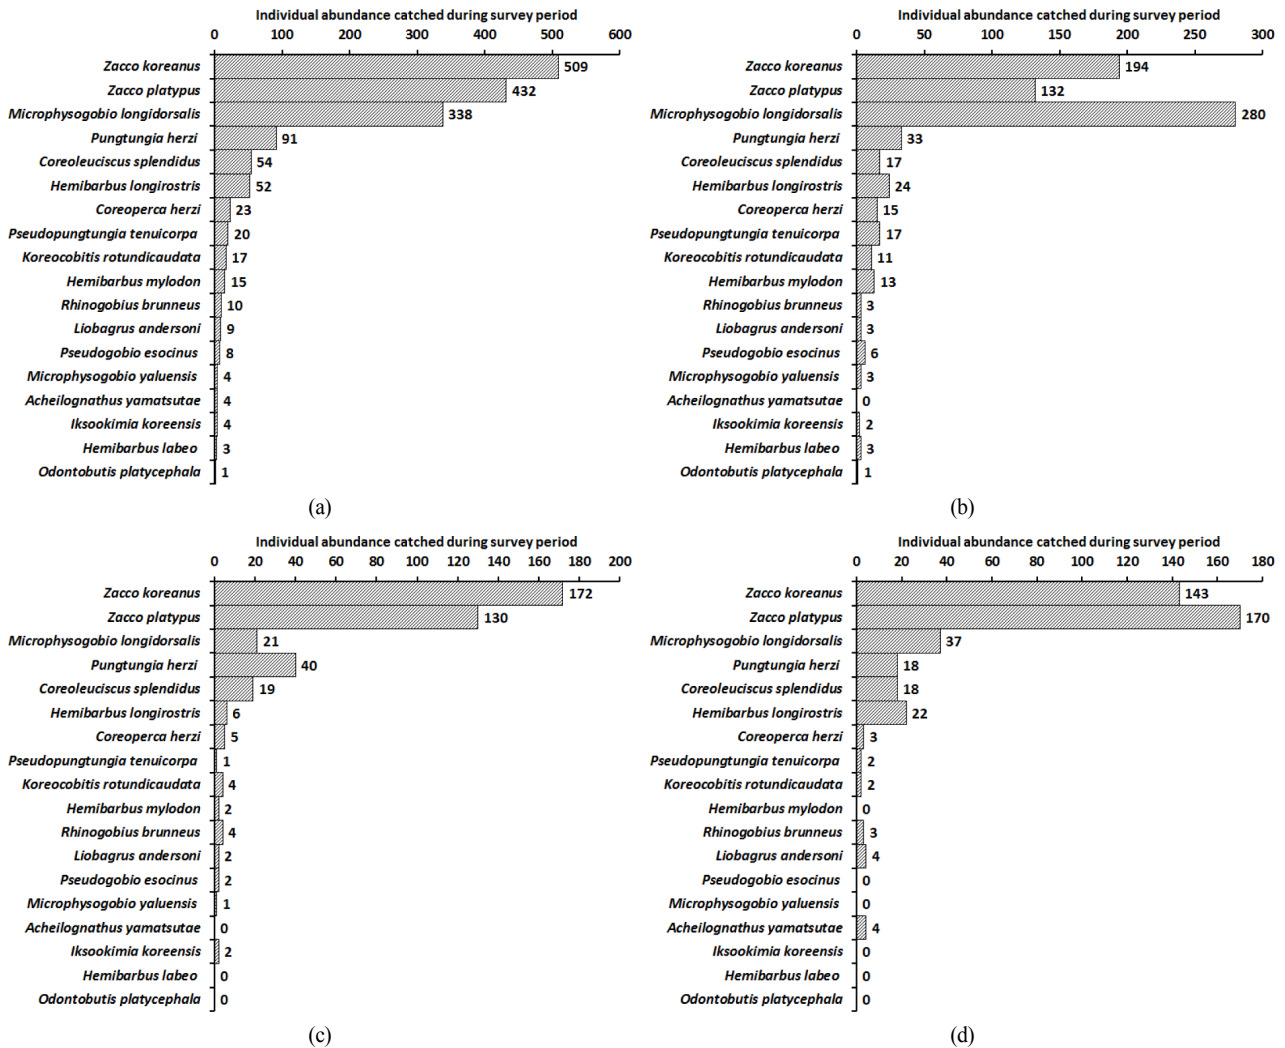 Individual abundance catched during survey period
0 100 200 300 400 500 600
Zacco koreanus 509
Zacco platypus 432
Microphysogobio longidorsalis 338
Pungtungia herzi 91
Coreoleuciscus splendidus 54
Hemibarbus longirostris 52
Coreoperca herzi 23
Pseudopungtungia tenuicorpa 20
Koreocobitis rotundicaudata 17
Hemibarbus mylodon 15
Rhinogobius brunneus 10
Liobagrus andersoni 9
Pseudogobio esocinus 8
Microphysogobio yaluensis 4
Acheilognathus yamatsutae 4
Iksookimia koreensis 4
Hemibarbus labeo 3
Odontobutis platycephala 1
(a)
Individual abundance catched during survey period
0 50 100 150 200 250 300
Zacco koreanus 194
Zacco platypus 132
Microphysogobio longidorsalis 280
Pungtungia herzi 33
Coreoleuciscus splendidus 17
Hemibarbus longirostris 24
Coreoperca herzi 15
Pseudopungtungia tenuicorpa 17
Koreocobitis rotundicaudata 11
Hemibarbus mylodon 13
Rhinogobius brunneus 3
Liobagrus andersoni 3
Pseudogobio esocinus 6
Microphysogobio yaluensis 3
Acheilognathus yamatsutae 0
Iksookimia koreensis 2
Hemibarbus labeo 3
Odontobutis platycephala 1
(b)
Individual abundance catched during survey period
0 20 40 60 80 100 120 140 160 180 200
Zacco koreanus 172
Zacco platypus 130
Microphysogobio longidorsalis 21
Pungtungia herzi 40
Coreoleuciscus splendidus 19
Hemibarbus longirostris 6
Coreoperca herzi 5
Pseudopungtungia tenuicorpa 1
Koreocobitis rotundicaudata 4
Hemibarbus mylodon 2
Rhinogobius brunneus 4
Liobagrus andersoni 2
Pseudogobio esocinus 2
Microphysogobio yaluensis 1
Acheilognathus yamatsutae 0
Iksookimia koreensis 2
Hemibarbus labeo 0
Odontobutis platycephala 0
(c)
Individual abundance catched during survey period
0 20 40 60 80 100 120 140 160 180
Zacco koreanus 143
Zacco platypus 170
Microphysogobio longidorsalis 37
Pungtungia herzi 18
Coreoleuciscus splendidus 18
Hemibarbus longirostris 22
Coreoperca herzi 3
Pseudopungtungia tenuicorpa 2
Koreocobitis rotundicaudata 2
Hemibarbus mylodon 0
Rhinogobius brunneus 3
Liobagrus andersoni 4
Pseudogobio esocinus 0
Microphysogobio yaluensis 0
Acheilognathus yamatsutae 4
Iksookimia koreensis 0
Hemibarbus labeo 0
Odontobutis platycephala 0
(d)